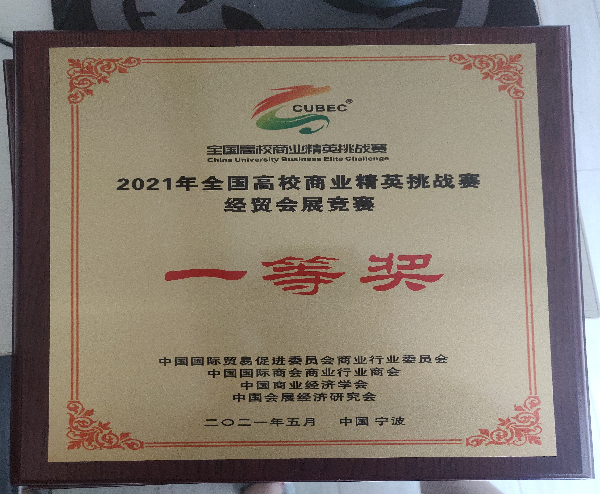 CUBEC®
全国高校商业精英挑战赛
China University Business Elite Challenge
2021年全国高校商业精英挑战赛
经贸会展竞赛
一等奖
中国国际贸易促进委员会商业行业委员会
中国国际商会商业行业商会
中国商业经济学会
中国会展经济研究会
二〇二一年五月 中国 宁波